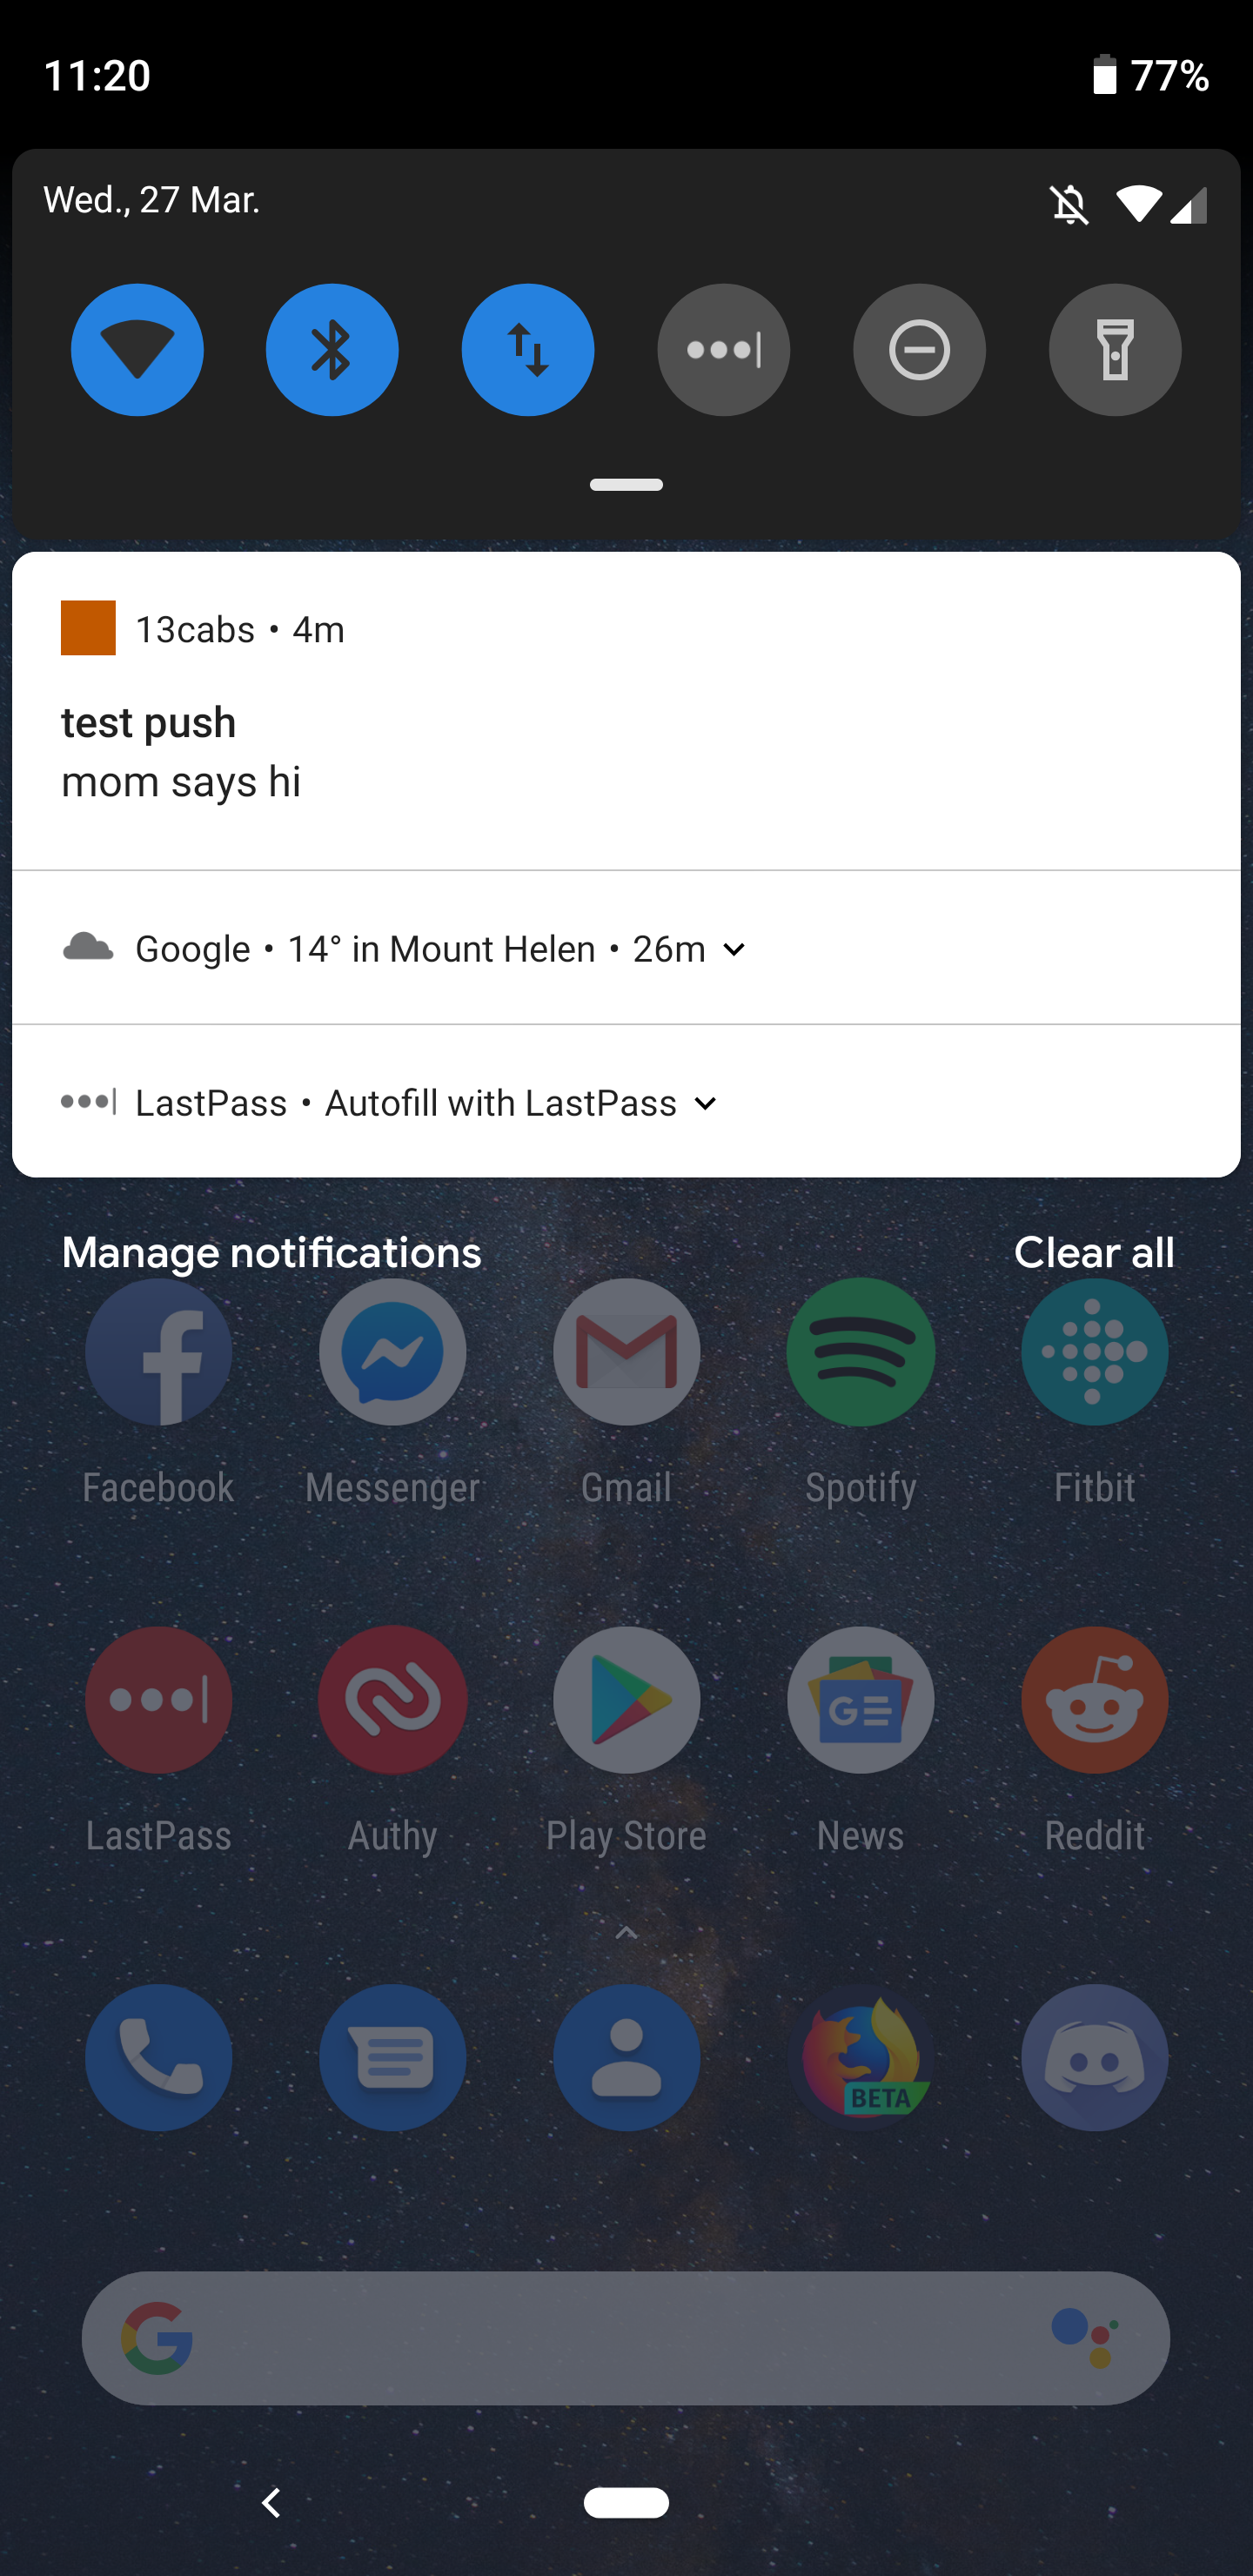 11:20 77%
Wed., 27 Mar.
13cabs • 4m
test push
mom says hi
Google • 14° in Mount Helen • 26m
LastPass • Autofill with LastPass
Manage notifications Clear all
Facebook Messenger Gmail Spotify Fitbit
GE
LastPass Authy Play Store News Reddit
BETA
G